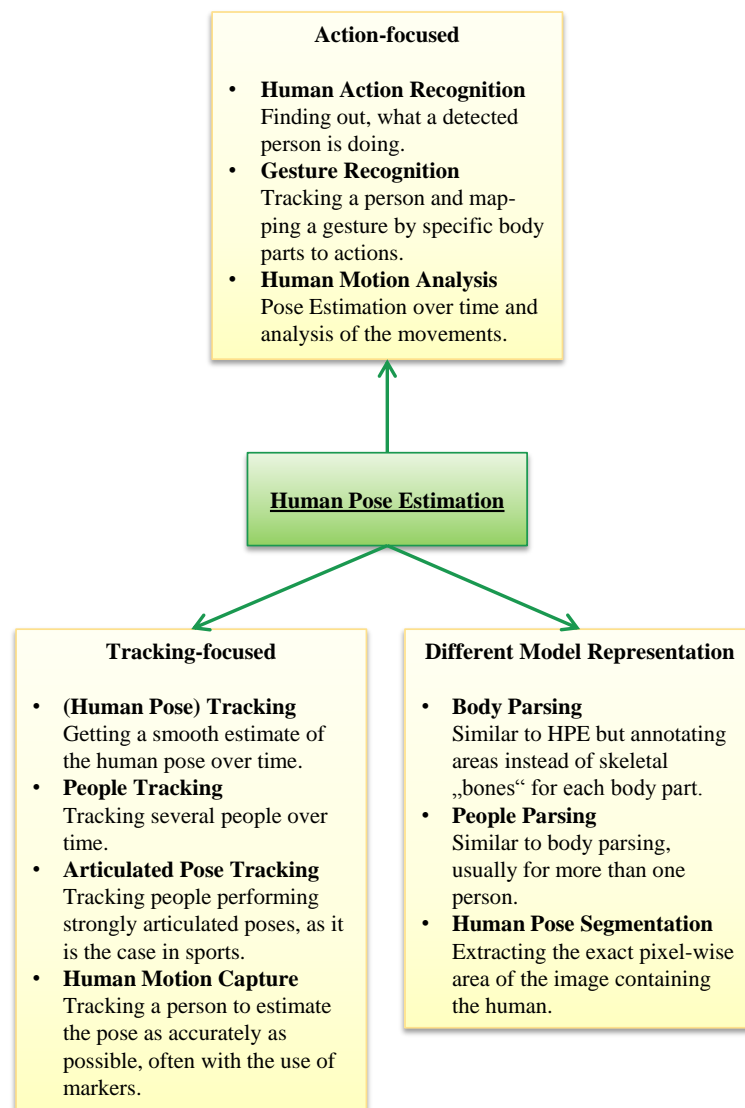 Action-focused
• Human Action Recognition
Finding out, what a detected
person is doing.
• Gesture Recognition
Tracking a person and map-
ping a gesture by specific body
parts to actions.
• Human Motion Analysis
Pose Estimation over time and
analysis of the movements.
Human Pose Estimation
Tracking-focused
• (Human Pose) Tracking
Getting a smooth estimate of
the human pose over time.
• People Tracking
Tracking several people over
time.
• Articulated Pose Tracking
Tracking people performing
strongly articulated poses, as it
is the case in sports.
• Human Motion Capture
Tracking a person to estimate
the pose as accurately as
possible, often with the use of
markers.
Different Model Representation
• Body Parsing
Similar to HPE but annotating
areas instead of skeletal
„bones“ for each body part.
• People Parsing
Similar to body parsing,
usually for more than one
person.
• Human Pose Segmentation
Extracting the exact pixel-wise
area of the image containing
the human.